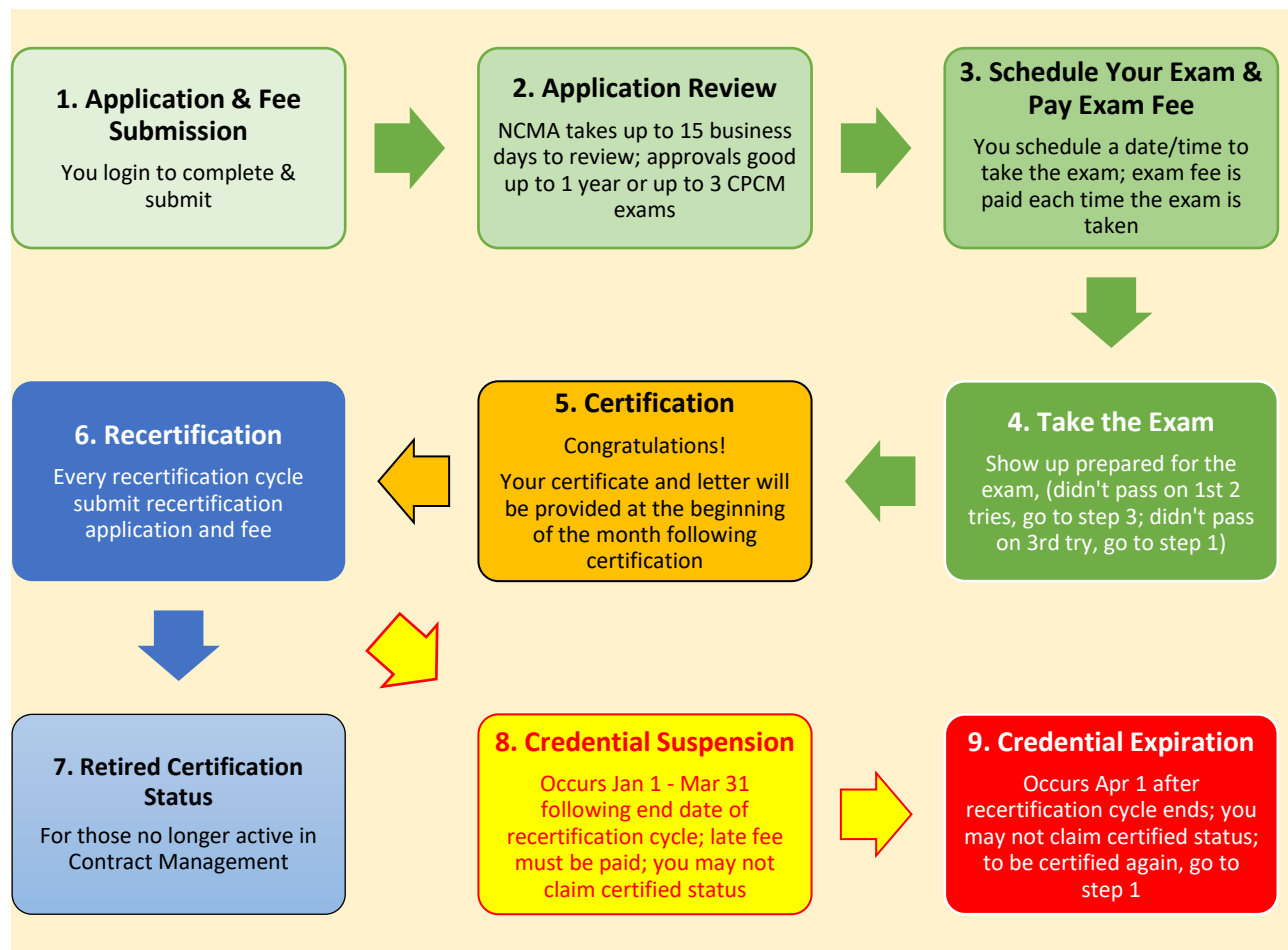 1. Application & Fee
Submission
You login to complete &
submit
2. Application Review
NCMA takes up to 15 business
days to review; approvals good
up to 1 year or up to 3 CPCM
exams
3. Schedule Your Exam &
Pay Exam Fee
You schedule a date/time to
take the exam; exam fee is
paid each time the exam is
taken
4. Take the Exam
Show up prepared for the
exam, (didn't pass on 1st 2
tries, go to step 3; didn't pass
on 3rd try, go to step 1)
5. Certification
Congratulations!
Your certificate and letter will
be provided at the beginning
of the month following
certification
6. Recertification
Every recertification cycle
submit recertification
application and fee
7. Retired Certification
Status
For those no longer active in
Contract Management
8. Credential Suspension
Occurs Jan 1 - Mar 31
following end date of
recertification cycle; late fee
must be paid; you may not
claim certified status
9. Credential Expiration
Occurs Apr 1 after
recertification cycle ends; you
may not claim certified status;
to be certified again, go to
step 1